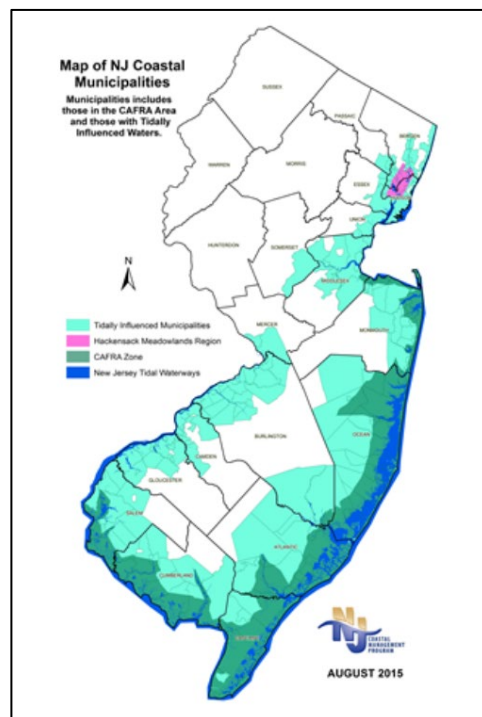 Map of NJ Coastal
Municipalities
Municipalities includes
those in the CAFRA Area
and those with Tidally
Influenced Waters.
SUSSEX
PASSAIC
BERGEN
WARREN
MORRIS
ESSEX
UNION
HUNTERDON
SOMERSET
MIDDLESEX
N
MERCER
MONMOUTH
Tidally Influenced Municipalities
Hackensack Meadowlands Region
CAFRA Zone
New Jersey Tidal Waterways
OCEAN
BURLINGTON
CAMDEN
GLOUCESTER
SALEM
ATLANTIC
CUMBERLAND
NJ
COASTAL
MANAGEMENT
PROGRAM
AUGUST 2015